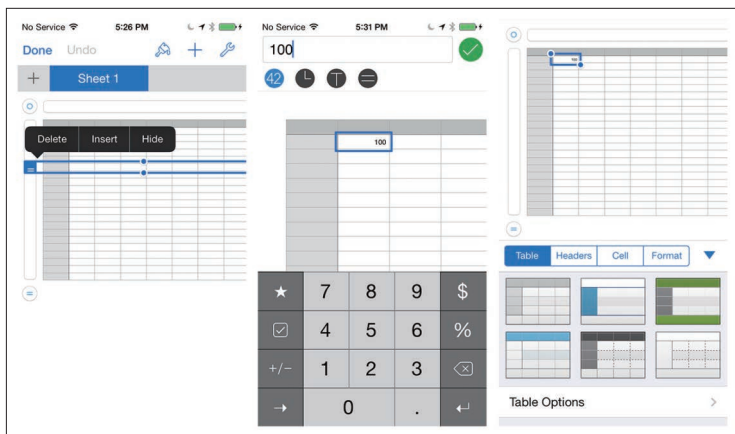 No Service 5:26 PM
Done Undo
+ Sheet 1
Delete Insert Hide
=
=
No Service 5:31 PM
100
42 T =
100
★ 7 8 9 $
4 5 6 %
+/− 1 2 3
→ 0 .
100
=
Table Headers Cell Format
Table Options >